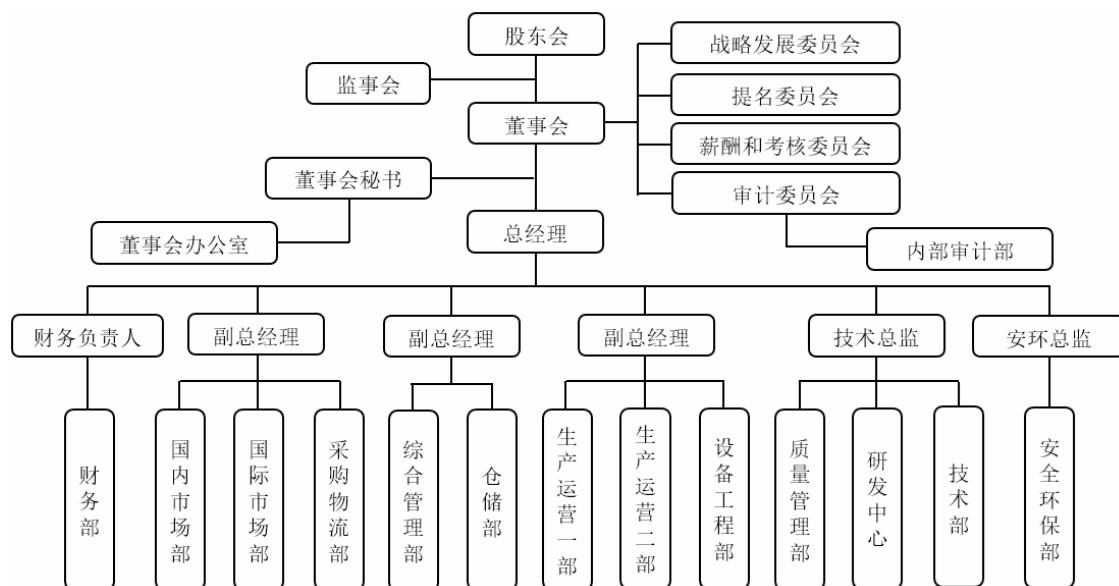 股东会
战略发展委员会
监事会
提名委员会
董事会
薪酬和考核委员会
董事会秘书
审计委员会
总经理
董事会办公室
内部审计部
财务负责人
副总经理
副总经理
副总经理
技术总监
安环总监
财务部
国内市场部
国际市场部
采购物流部
综合管理部
仓储部
生产运营一部
生产运营二部
设备工程部
质量管理部
研发中心
技术部
安全环保部